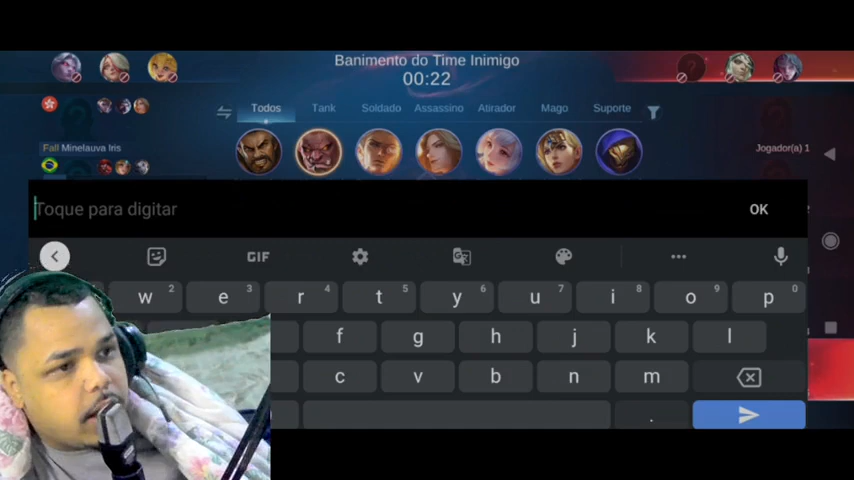 Banimento do Time Inimigo
00:22
Todos Tank Soldado Assassino Atirador Mago Suporte
Fall Minelauva Iris
Jogador(a) 1
Toque para digitar
OK
GIF
w 2 e 3 r 4 t 5 y 6 u 7 i 8 o 9 p 0
f g h j k l
c v b n m
.